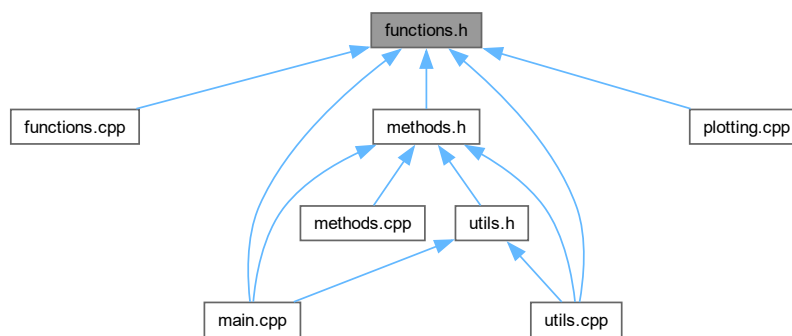 functions.h
functions.cpp
methods.h
plotting.cpp
methods.cpp
utils.h
main.cpp
utils.cpp